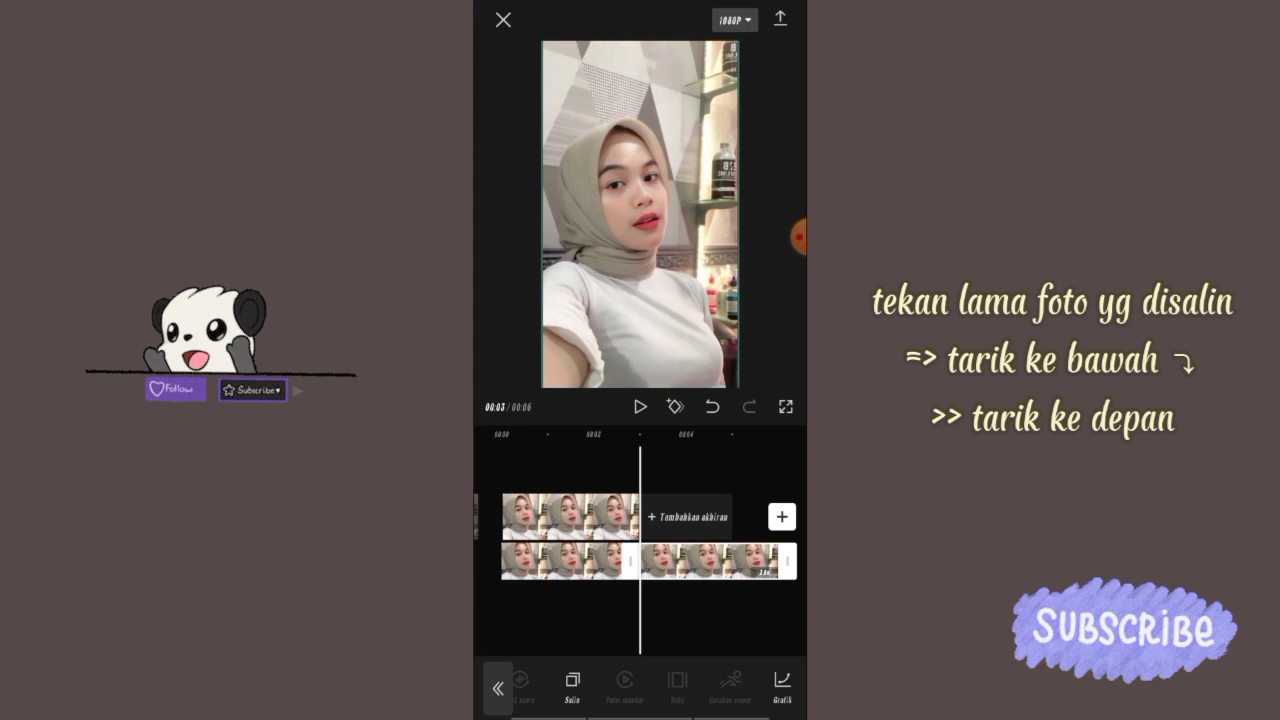 1080P
Follow
Subscribe
00:03 / 00:06
00:00
00:02
00:04
+ Tambahkan akhiran
Salin
Grafik
tekan lama foto yg disalin
=> tarik ke bawah
>> tarik ke depan
SUBSCRIBE